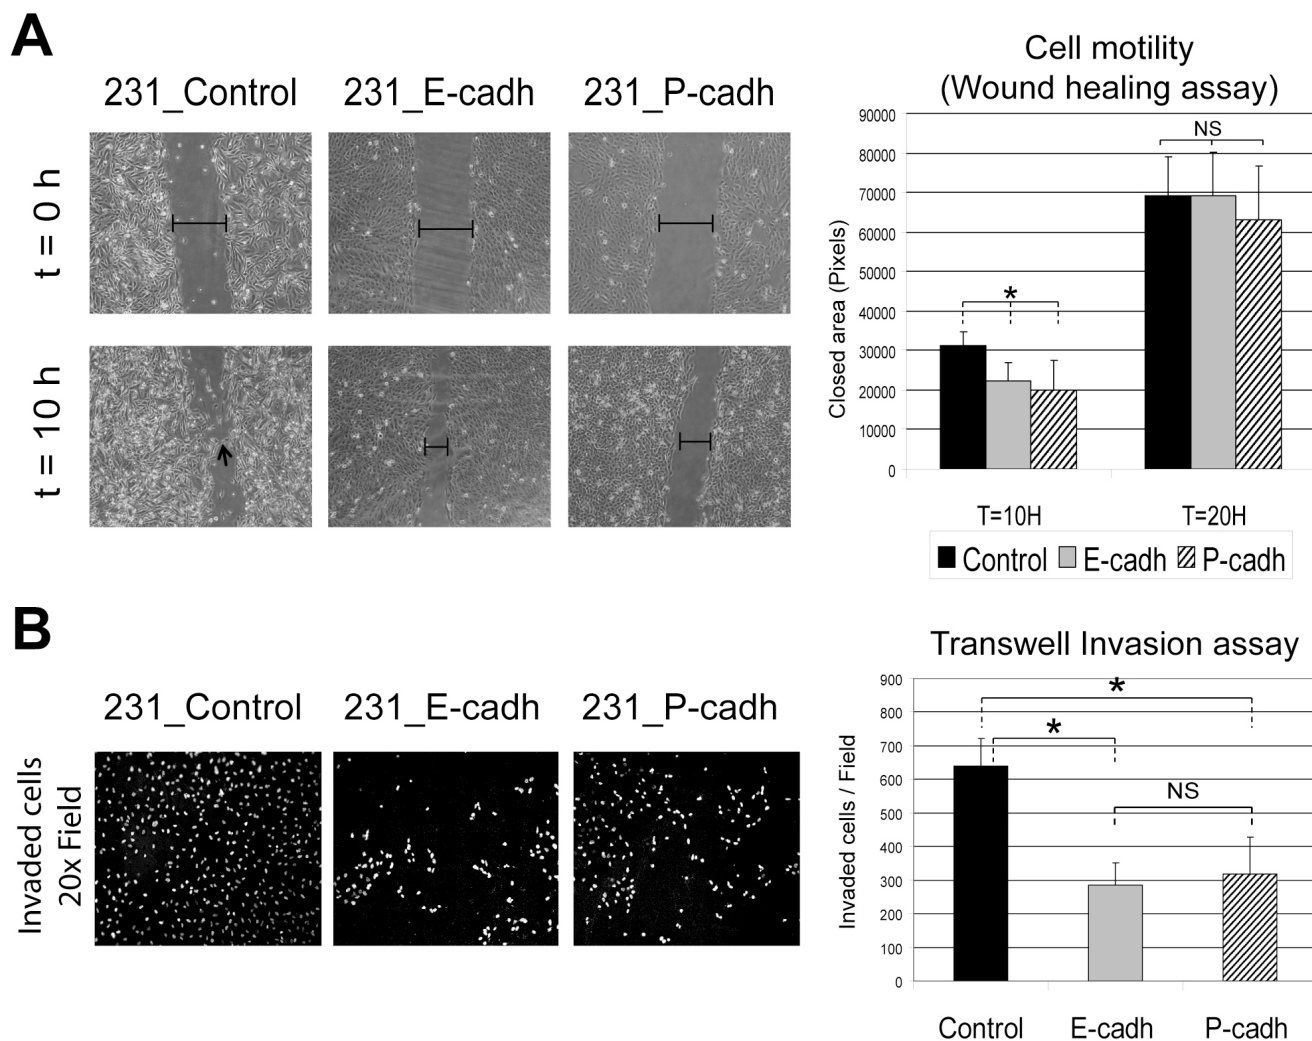 A
231_Control 231_E-cadh 231_P-cadh
t = 0 h
t = 10 h
Cell motility
(Wound healing assay)
Closed area (Pixels)
90000
80000
70000
60000
50000
40000
30000
20000
10000
0
NS
*
T=10H T=20H
Control E-cadh P-cadh
B
231_Control 231_E-cadh 231_P-cadh
Invaded cells
20x Field
Transwell Invasion assay
Invaded cells / Field
900
800
700
600
500
400
300
200
100
0
*
*
NS
Control E-cadh P-cadh